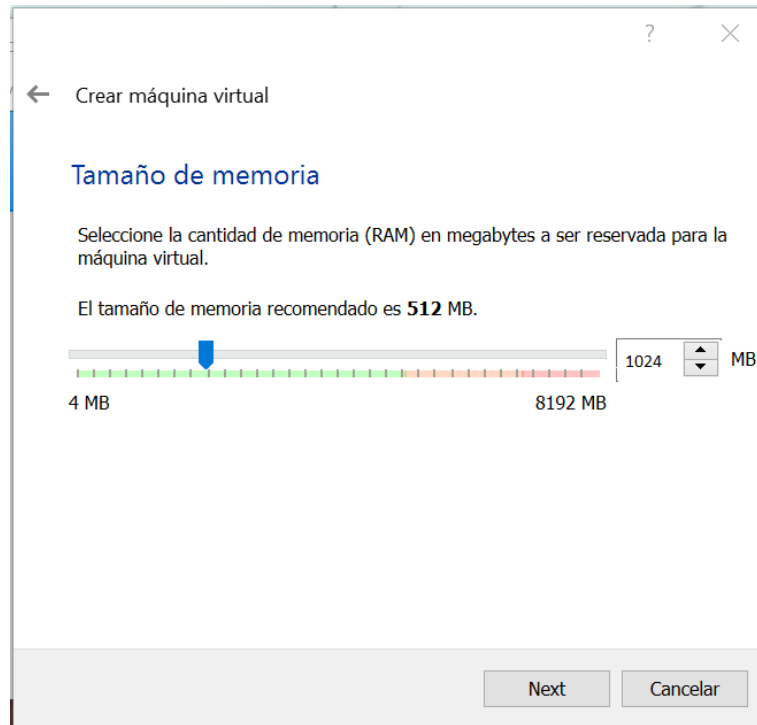 ?
Crear máquina virtual
Tamaño de memoria
Seleccione la cantidad de memoria (RAM) en megabytes a ser reservada para la
máquina virtual.
El tamaño de memoria recomendado es 512 MB.
1024 MB
4 MB 8192 MB
Next Cancelar